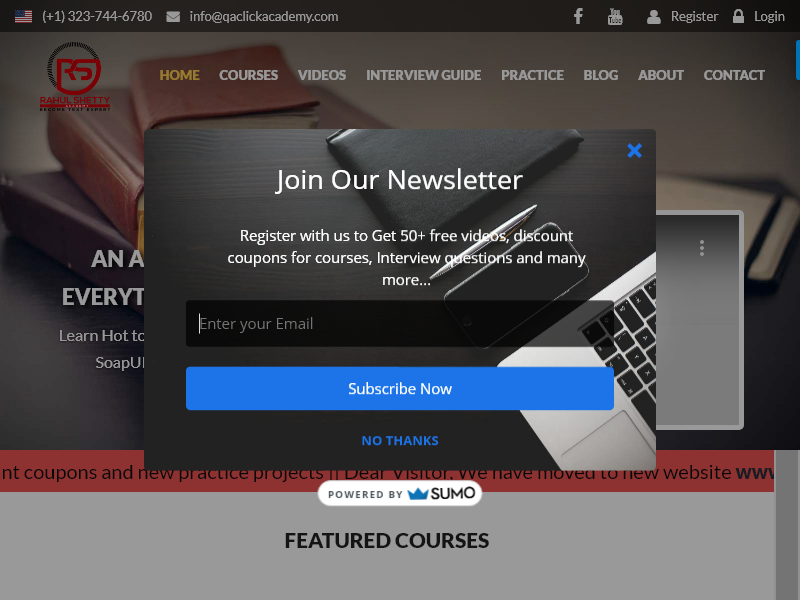 (+1) 323-744-6780 info@qaclickacademy.com Register Login
RS
RAHUL SHETTY
HOME COURSES VIDEOS INTERVIEW GUIDE PRACTICE BLOG ABOUT CONTACT
Join Our Newsletter
Register with us to Get 50+ free videos, discount
coupons for courses, Interview questions and many
more...
AN A
EVERYT
Learn Hot to
SoapUI
Enter your Email
Subscribe Now
NO THANKS
nt coupons and new practice projects || Dear Visitor, We have moved to new website www
POWERED BY SUMO
FEATURED COURSES